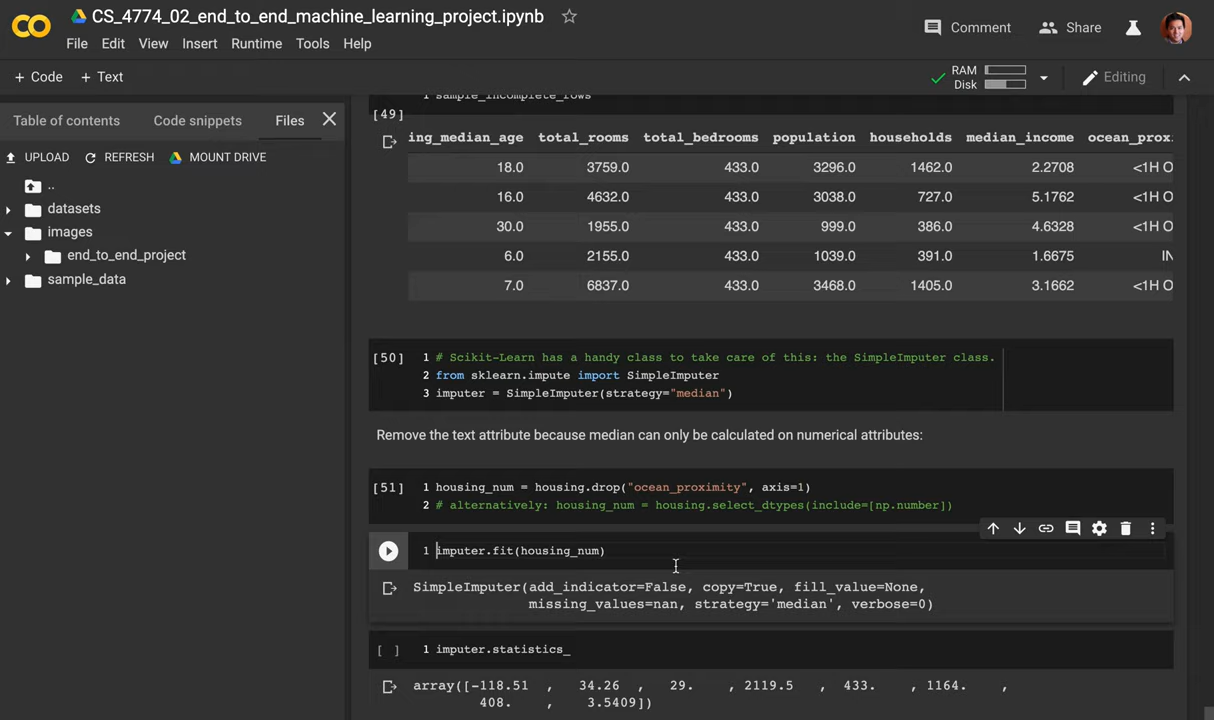 CS_4774_02_end_to_end_machine_learning_project.ipynb
File Edit View Insert Runtime Tools Help
Comment Share
+ Code + Text
RAM
Disk
Editing
Table of contents Code snippets Files
UPLOAD REFRESH MOUNT DRIVE
..
datasets
images
end_to_end_project
sample_data
1 sample_incomplete_rows
[49]
ing_median_age total_rooms total_bedrooms population households median_income ocean_proxi
18.0 3759.0 433.0 3296.0 1462.0 2.2708 <1H O
16.0 4632.0 433.0 3038.0 727.0 5.1762 <1H O
30.0 1955.0 433.0 999.0 386.0 4.6328 <1H O
6.0 2155.0 433.0 1039.0 391.0 1.6675 IN
7.0 6837.0 433.0 3468.0 1405.0 3.1662 <1H O
[50] 1 # Scikit-Learn has a handy class to take care of this: the SimpleImputer class.
2 from sklearn.impute import SimpleImputer
3 imputer = SimpleImputer(strategy="median")
Remove the text attribute because median can only be calculated on numerical attributes:
[51] 1 housing_num = housing.drop("ocean_proximity", axis=1)
2 # alternatively: housing_num = housing.select_dtypes(include=[np.number])
1 imputer.fit(housing_num)
SimpleImputer(add_indicator=False, copy=True, fill_value=None,
missing_values=nan, strategy='median', verbose=0)
[ ] 1 imputer.statistics_
array([-118.51 , 34.26 , 29. , 2119.5 , 433. , 1164. ,
408. , 3.5409])